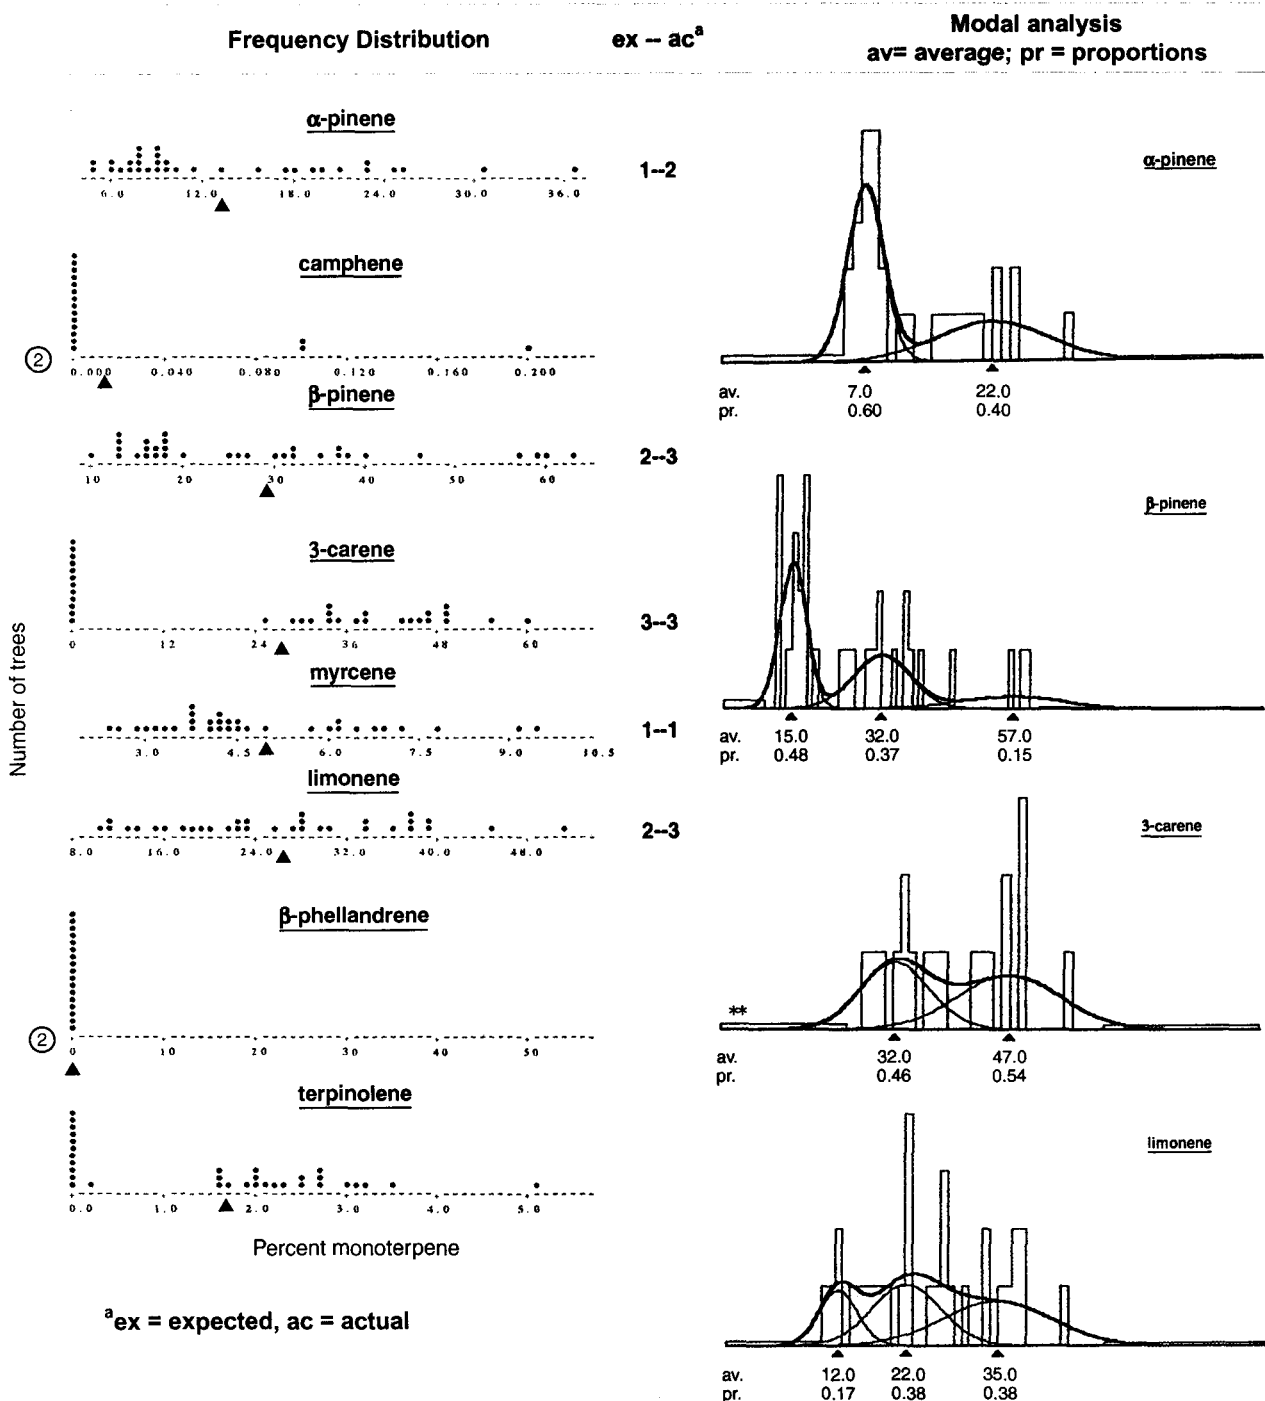 Frequency Distribution
ex -- acᵃ
Modal analysis
av= average; pr = proportions
Number of trees
α-pinene
1--2
6.0 12.0 18.0 24.0 30.0 36.0
camphene
②
0.000 0.040 0.080 0.120 0.160 0.200
β-pinene
2--3
10 20 30 40 50 60
3-carene
3--3
0 12 24 36 48 60
myrcene
1--1
3.0 4.5 6.0 7.5 9.0 10.5
limonene
2--3
8.0 16.0 24.0 32.0 40.0 48.0
β-phellandrene
②
0 10 20 30 40 50
terpinolene
0.0 1.0 2.0 3.0 4.0 5.0
Percent monoterpene
ᵃex = expected, ac = actual
α-pinene
av. 7.0 22.0
pr. 0.60 0.40
β-pinene
av. 15.0 32.0 57.0
pr. 0.48 0.37 0.15
3-carene
**
av. 32.0 47.0
pr. 0.46 0.54
limonene
av. 12.0 22.0 35.0
pr. 0.17 0.38 0.38